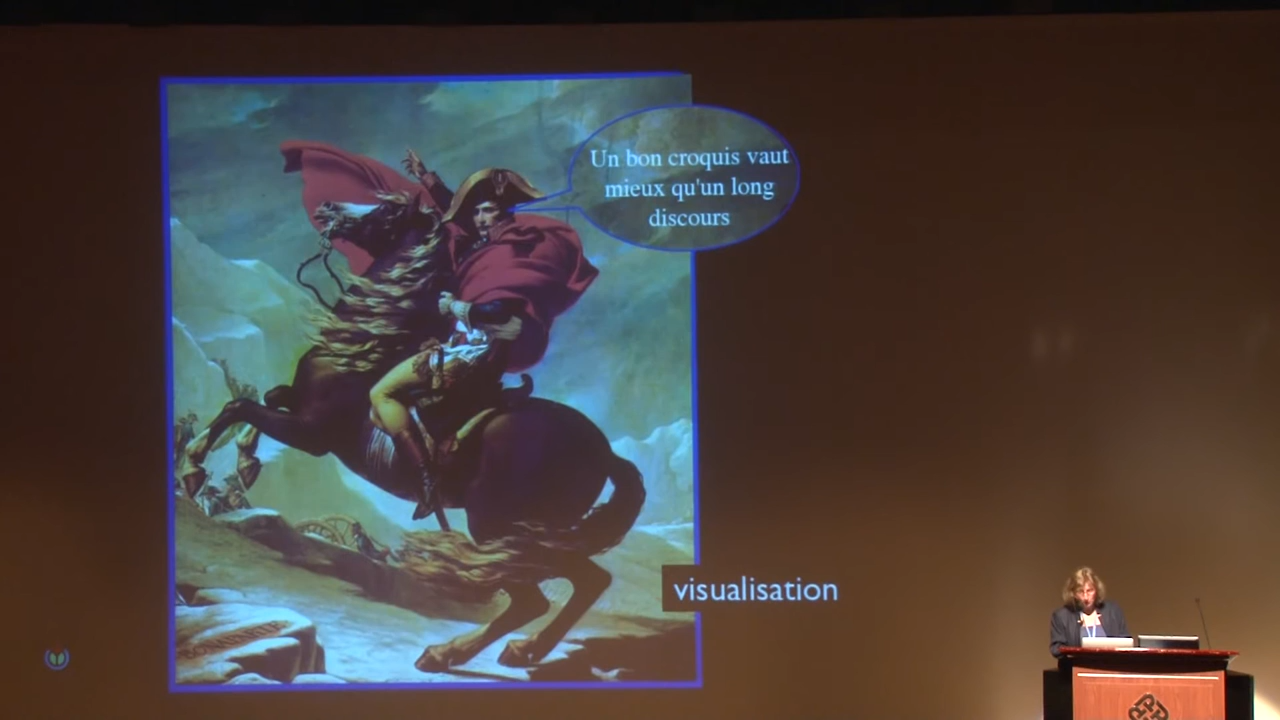 Un bon croquis vaut
mieux qu'un long
discours
visualisation